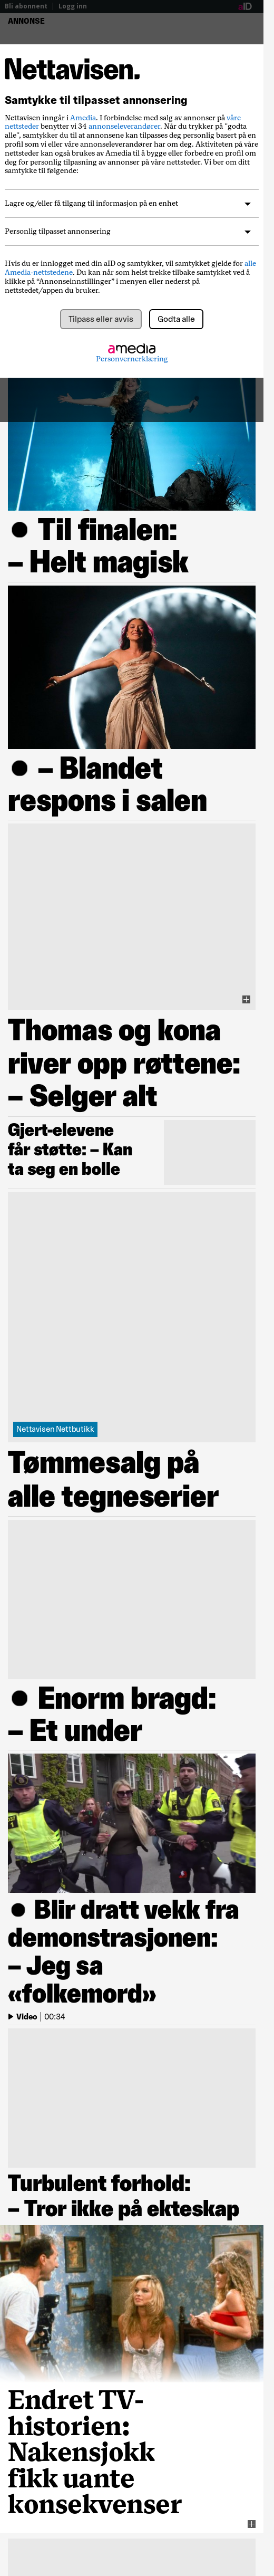 Bli abonnent | Logg inn
aID
ANNONSE
Nettavisen.
Samtykke til tilpasset annonsering
Nettavisen inngår i Amedia. I forbindelse med salg av annonser på våre
nettsteder benytter vi 34 annonseleverandører. Når du trykker på "godta
alle", samtykker du til at annonsene kan tilpasses deg personlig basert på en
profil som vi eller våre annonseleverandører har om deg. Aktiviteten på våre
nettsteder kan også brukes av Amedia til å bygge eller forbedre en profil om
deg for personlig tilpasning av annonser på våre nettsteder. Vi ber om ditt
samtykke til følgende:
Lagre og/eller få tilgang til informasjon på en enhet
Personlig tilpasset annonsering
Hvis du er innlogget med din aID og samtykker, vil samtykket gjelde for alle
Amedia-nettstedene. Du kan når som helst trekke tilbake samtykket ved å
klikke på “Annonseinnstillinger” i menyen nederst på
nettstedet/appen du bruker.
Tilpass eller avvis
Godta alle
amedia
Personvernerklæring
● Til finalen:
– Helt magisk
● – Blandet
respons i salen
Thomas og kona
river opp røttene:
– Selger alt
Gjert-elevene
får støtte: – Kan
ta seg en bolle
Nettavisen Nettbutikk
Tømmesalg på
alle tegneserier
● Enorm bragd:
– Et under
● Blir dratt vekk fra
demonstrasjonen:
– Jeg sa
«folkemord»
Video | 00:34
Turbulent forhold:
– Tror ikke på ekteskap
Endret TV-
historien:
Nakensjokk
fikk uante
konsekvenser